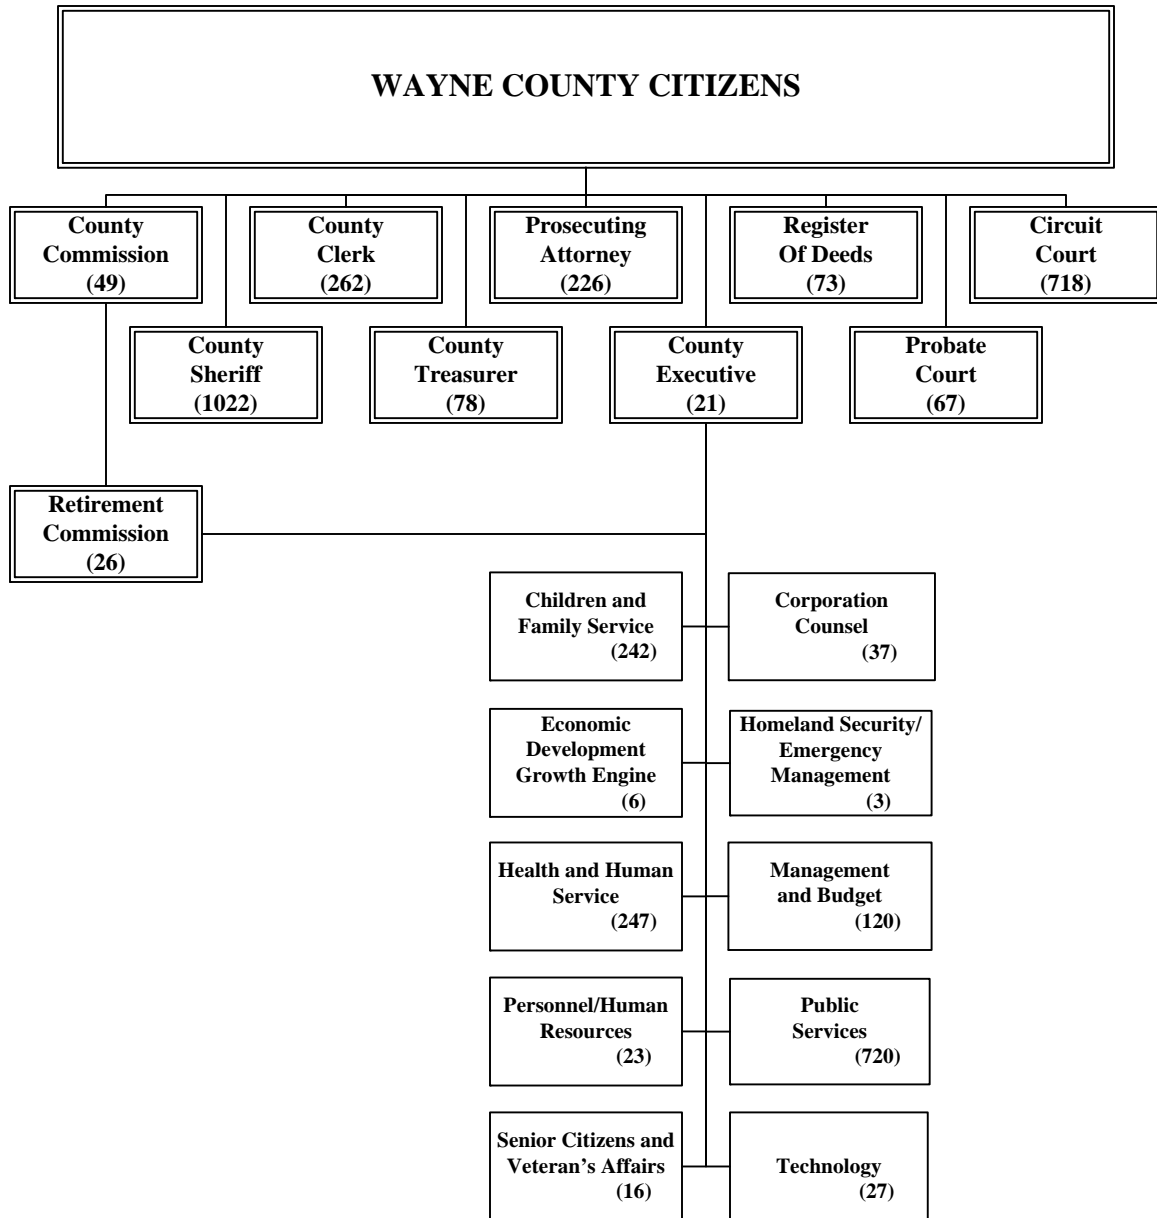 WAYNE COUNTY CITIZENS
County
Commission
(49)
County
Clerk
(262)
Prosecuting
Attorney
(226)
Register
Of Deeds
(73)
Circuit
Court
(718)
County
Sheriff
(1022)
County
Treasurer
(78)
County
Executive
(21)
Probate
Court
(67)
Retirement
Commission
(26)
Children and
Family Service
(242)
Corporation
Counsel
(37)
Economic
Development
Growth Engine
(6)
Homeland Security/
Emergency
Management
(3)
Health and Human
Service
(247)
Management
and Budget
(120)
Personnel/Human
Resources
(23)
Public
Services
(720)
Senior Citizens and
Veteran’s Affairs
(16)
Technology
(27)